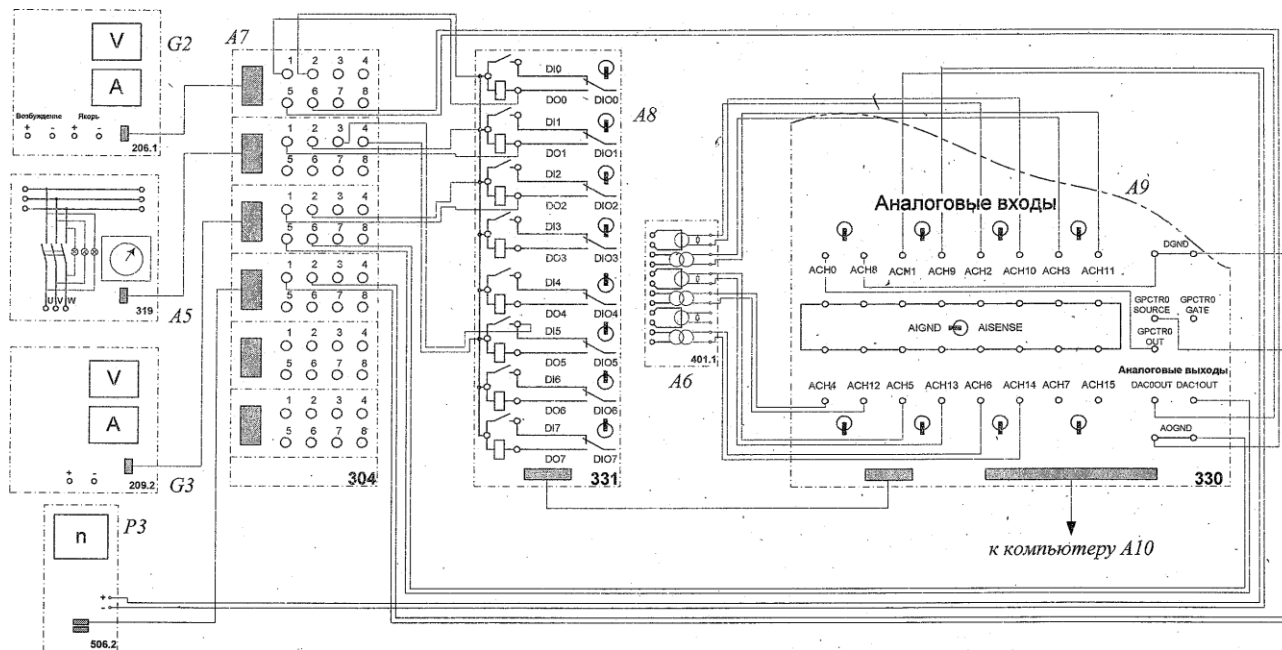 V
G2
A
Возбуждение Якорь
+ - + -
206.1
319
A5
U V W
V
A
+ -
209.2
G3
P3
n
+
-
506.2
A7
1 2 3 4
5 6 7 8
1 2 3 4
5 6 7 8
1 2 3 4
5 6 7 8
1 2 3 4
5 6 7 8
1 2 3 4
5 6 7 8
1 2 3 4
5 6 7 8
304
A8
DI0
DO0 DIO0
DI1
DO1 DIO1
DI2
DO2 DIO2
DI3
DO3 DIO3
DI4
DO4 DIO4
DI5
DO5 DIO5
DI6
DO6 DIO6
DI7
DO7 DIO7
331
401.1
A6
A9
Аналоговые входы
DGND
ACH0 ACH8 ACH1 ACH9 ACH2 ACH10 ACH3 ACH11
GPCTR0 SOURCE
GPCTR0 GATE
AIGND AISENSE
GPCTR0 OUT
Аналоговые выходы
ACH4 ACH12 ACH5 ACH13 ACH6 ACH14 ACH7 ACH15
DAC0OUT DAC1OUT
AOGND
330
к компьютеру A10